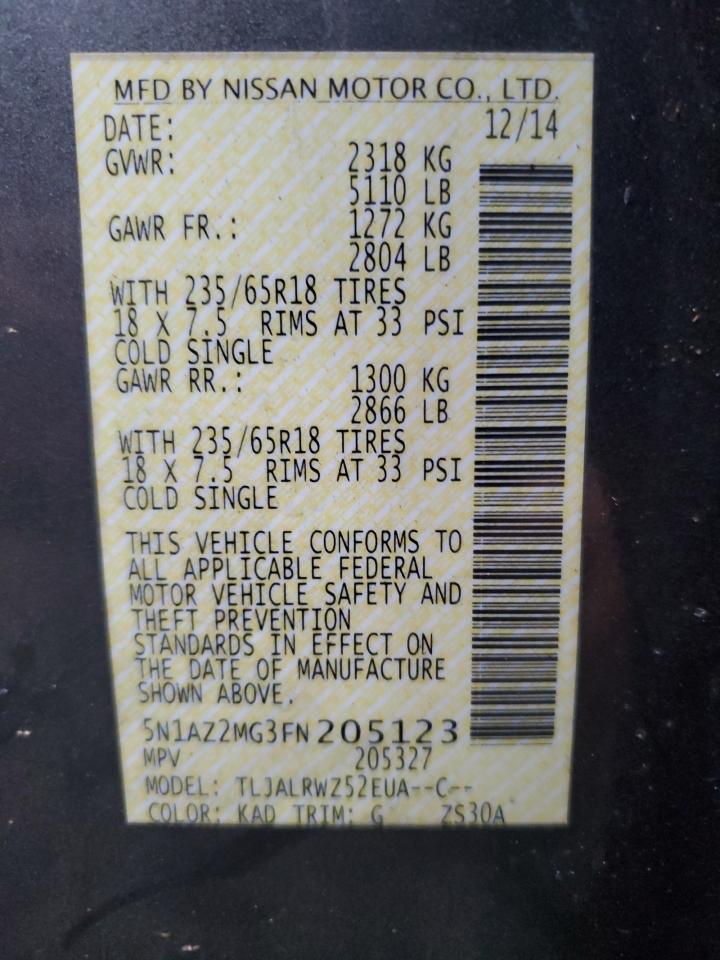 MFD BY NISSAN MOTOR CO., LTD.
DATE: 12/14
GVWR: 2318 KG
5110 LB
GAWR FR.: 1272 KG
2804 LB
WITH 235/65R18 TIRES
18 X 7.5 RIMS AT 33 PSI
COLD SINGLE
GAWR RR.: 1300 KG
2866 LB
WITH 235/65R18 TIRES
18 X 7.5 RIMS AT 33 PSI
COLD SINGLE
THIS VEHICLE CONFORMS TO
ALL APPLICABLE FEDERAL
MOTOR VEHICLE SAFETY AND
THEFT PREVENTION
STANDARDS IN EFFECT ON
THE DATE OF MANUFACTURE
SHOWN ABOVE.
5N1AZ2MG3FN205123
MPV 205327
MODEL: TLJALRWZ52EUA--C--
COLOR: KAD TRIM: G ZS30A